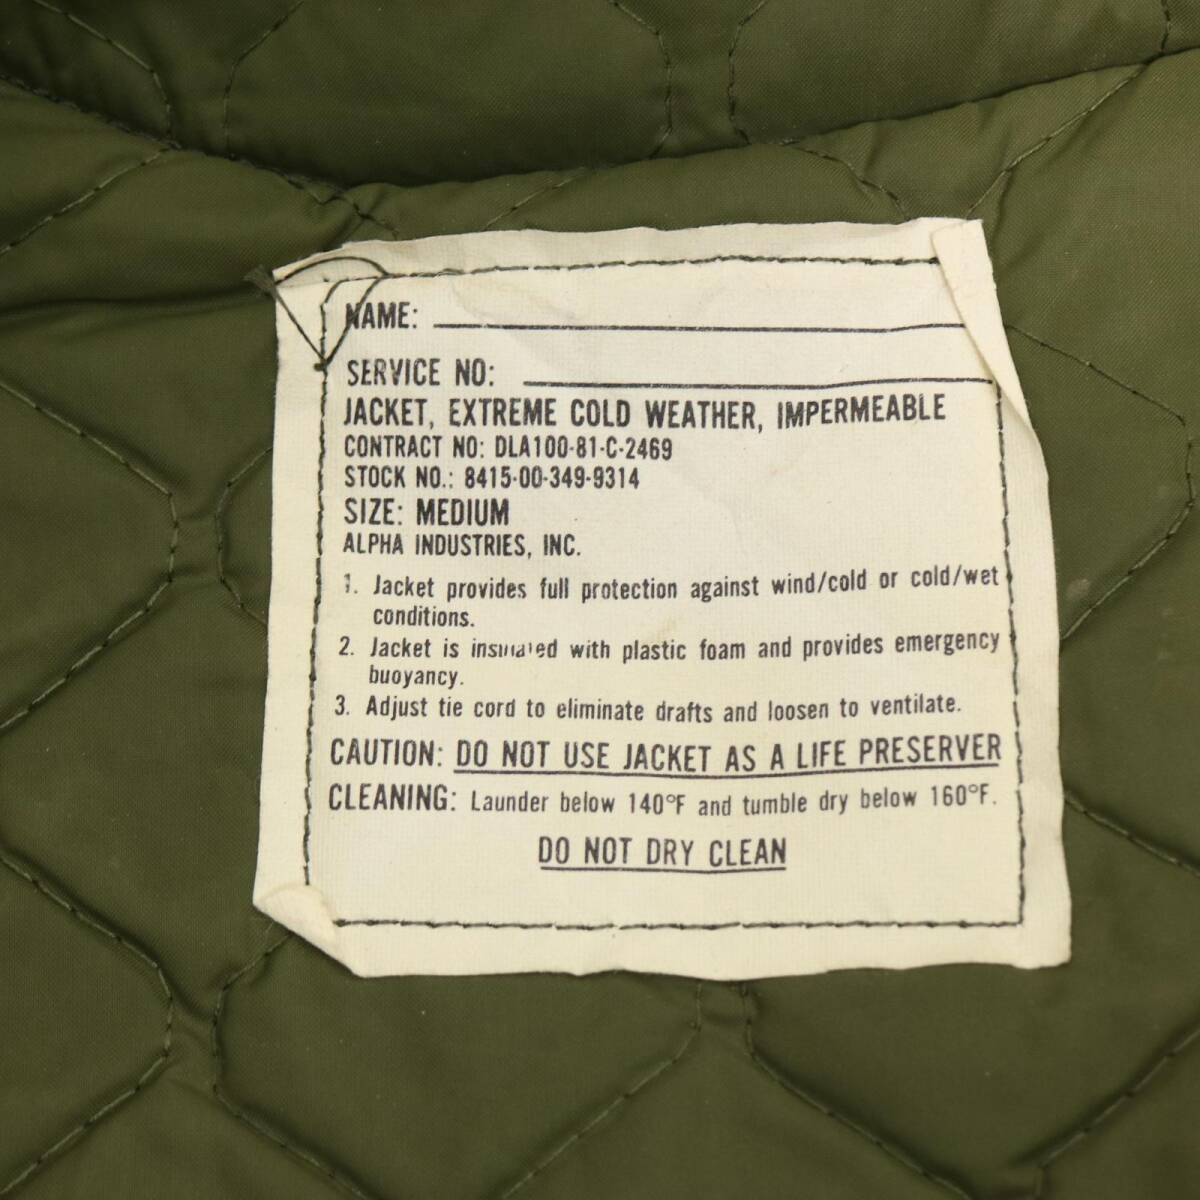 NAME:
SERVICE NO:
JACKET, EXTREME COLD WEATHER, IMPERMEABLE
CONTRACT NO: DLA100-81-C-2469
STOCK NO.: 8415-00-349-9314
SIZE: MEDIUM
ALPHA INDUSTRIES, INC.
1. Jacket provides full protection against wind/cold or cold/wet
conditions.
2. Jacket is insulated with plastic foam and provides emergency
buoyancy.
3. Adjust tie cord to eliminate drafts and loosen to ventilate.
CAUTION: DO NOT USE JACKET AS A LIFE PRESERVER
CLEANING: Launder below 140°F and tumble dry below 160°F.
DO NOT DRY CLEAN